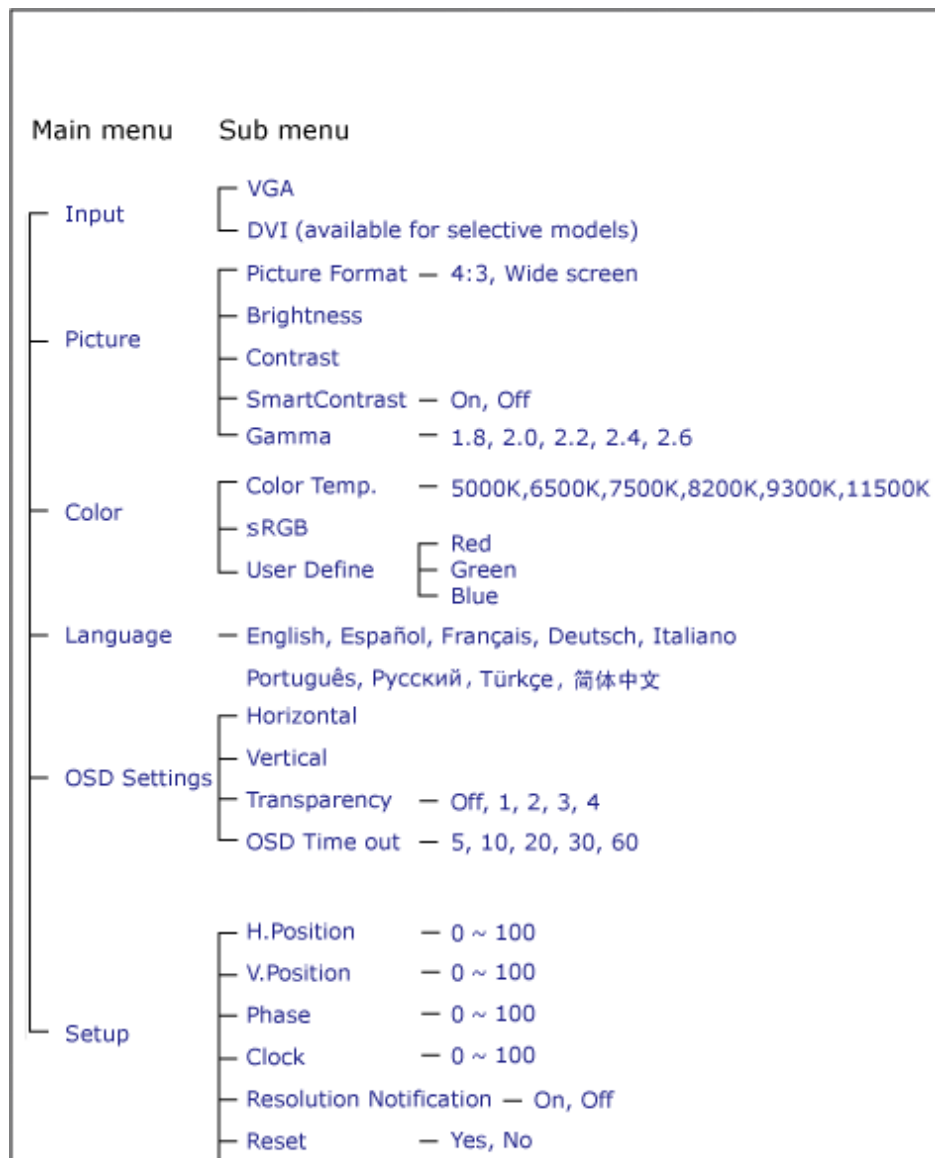 Main menu Sub menu
Input
VGA
DVI (available for selective models)
Picture
Picture Format — 4:3, Wide screen
Brightness
Contrast
SmartContrast — On, Off
Gamma — 1.8, 2.0, 2.2, 2.4, 2.6
Color
Color Temp. — 5000K,6500K,7500K,8200K,9300K,11500K
sRGB
User Define
Red
Green
Blue
Language — English, Español, Français, Deutsch, Italiano
Português, Русский, Türkçe, 简体中文
OSD Settings
Horizontal
Vertical
Transparency — Off, 1, 2, 3, 4
OSD Time out — 5, 10, 20, 30, 60
Setup
H.Position — 0 ~ 100
V.Position — 0 ~ 100
Phase — 0 ~ 100
Clock — 0 ~ 100
Resolution Notification — On, Off
Reset — Yes, No